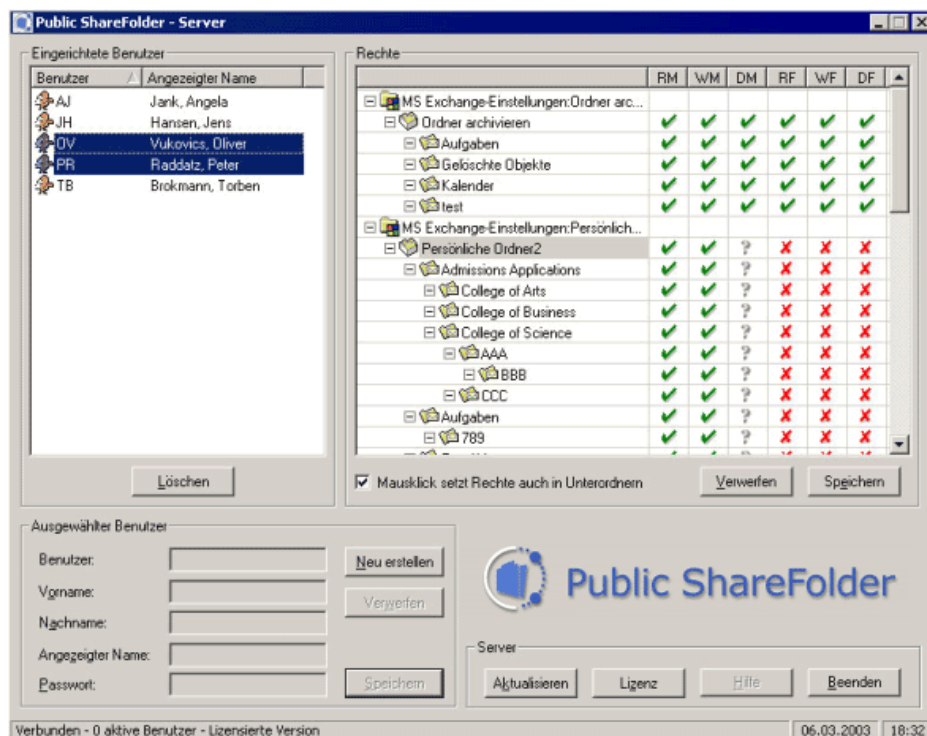 Public ShareFolder - Server
Eingerichtete Benutzer
Benutzer Angezeigter Name
AJ Jank, Angela
JH Hansen, Jens
OV Vukovics, Oliver
PR Raddatz, Peter
TB Brokmann, Torben
Löschen
Rechte
RM WM DM RF WF DF
MS Exchange-Einstellungen:Ordner arc...
Ordner archivieren
Aufgaben
Gelöschte Objekte
Kalender
test
MS Exchange-Einstellungen:Persönlich...
Persönliche Ordner2
Admissions Applications
College of Arts
College of Business
College of Science
AAA
BBB
CCC
Aufgaben
789
Mausklick setzt Rechte auch in Unterordnern
Verwerfen
Speichern
Ausgewählter Benutzer
Benutzer:
Vorname:
Nachname:
Angezeigter Name:
Passwort:
Neu erstellen
Verwerfen
Speichern
Public ShareFolder
Server
Aktualisieren
Lizenz
Hilfe
Beenden
Verbunden - 0 aktive Benutzer - Lizensierte Version
06.03.2003 18:32